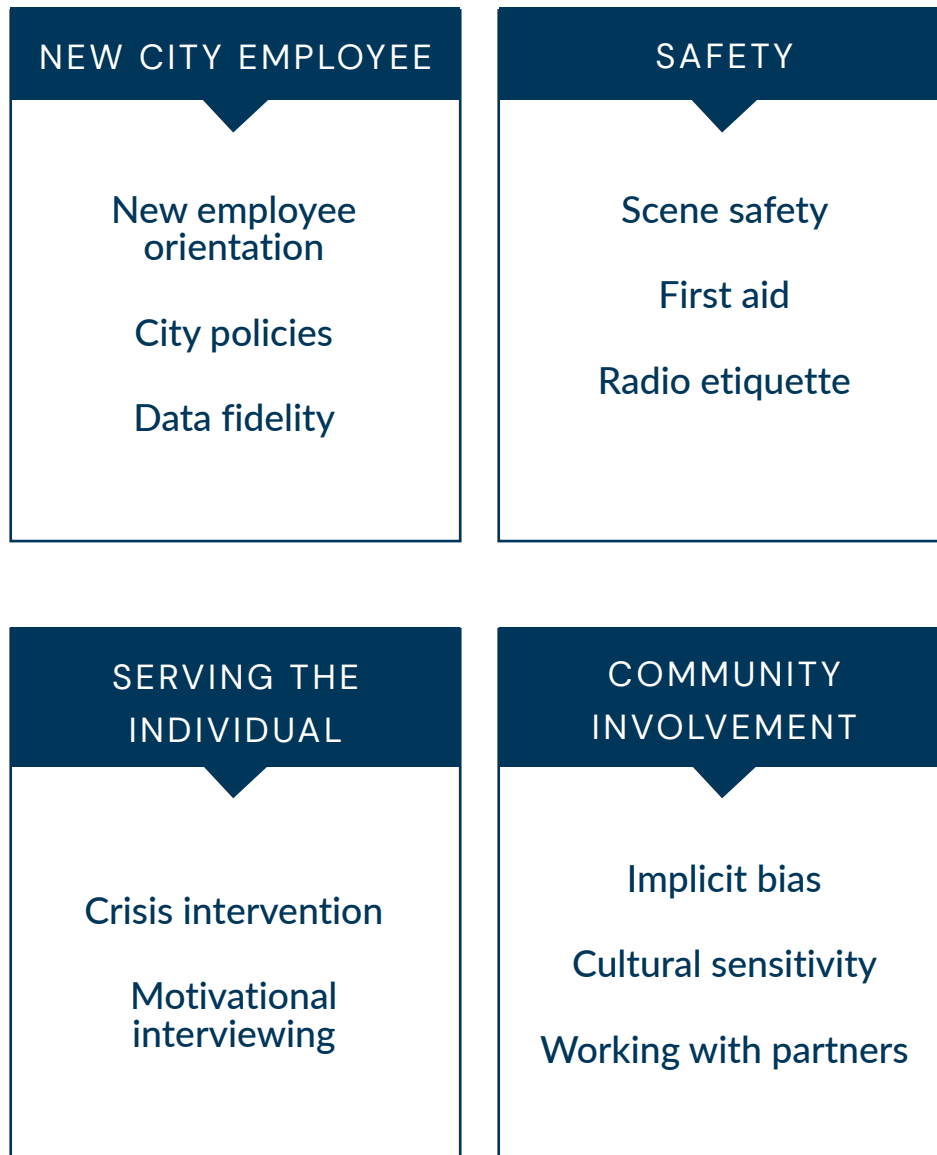 NEW CITY EMPLOYEE
New employee
orientation
City policies
Data fidelity
SAFETY
Scene safety
First aid
Radio etiquette
SERVING THE
INDIVIDUAL
Crisis intervention
Motivational
interviewing
COMMUNITY
INVOLVEMENT
Implicit bias
Cultural sensitivity
Working with partners